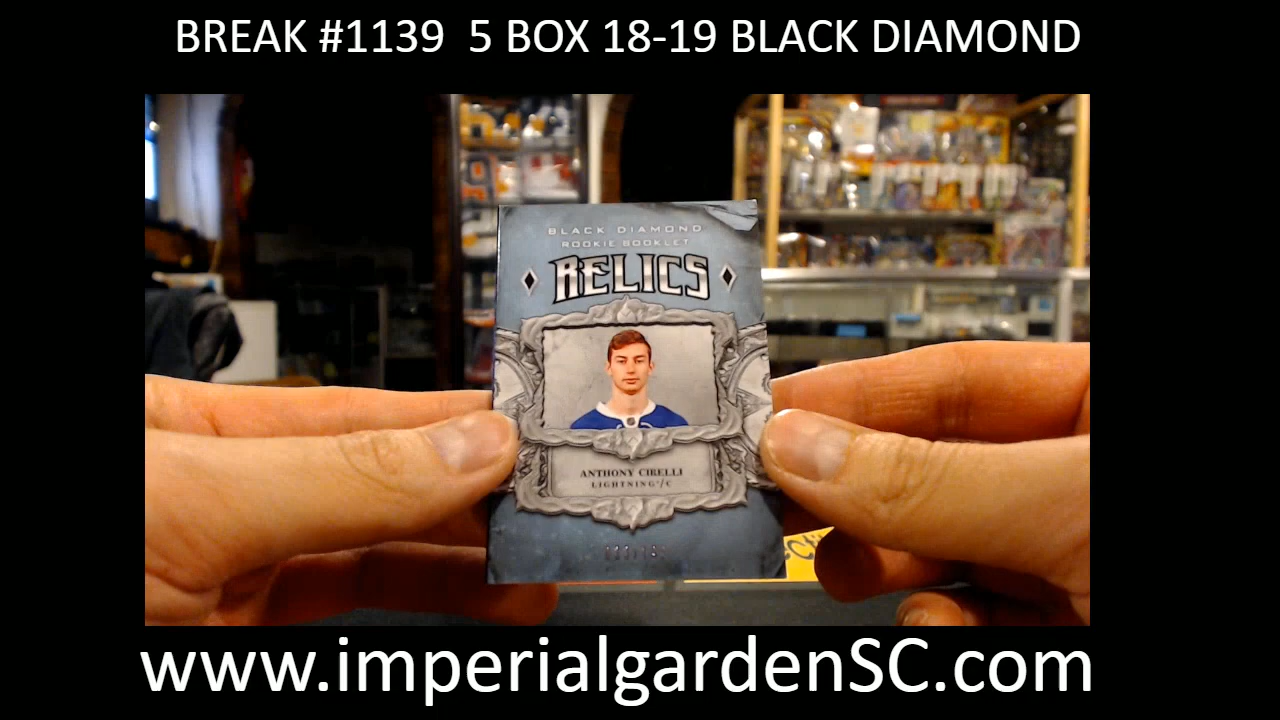 BREAK #1139  5 BOX 18-19 BLACK DIAMOND
BLACK DIAMOND
ROOKIE BOOKLET
RELICS
ANTHONY CIRELLI
LIGHTNING®/C
www.imperialgardenSC.com